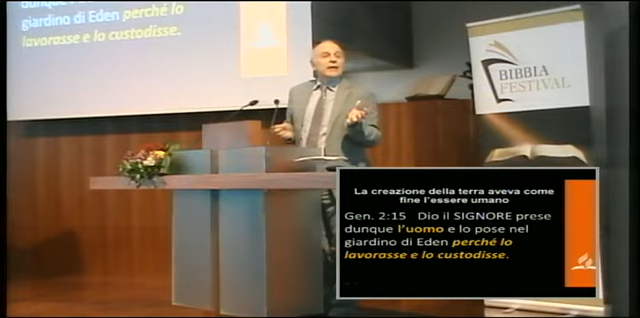 dunque
giardino di Eden perché lo
lavorasse e lo custodisse.
BIBBIA
FESTIVAL
La creazione della terra aveva come
fine l'essere umano
Gen. 2:15 Dio il SIGNORE prese
dunque l'uomo e lo pose nel
giardino di Eden perché lo
lavorasse e lo custodisse.